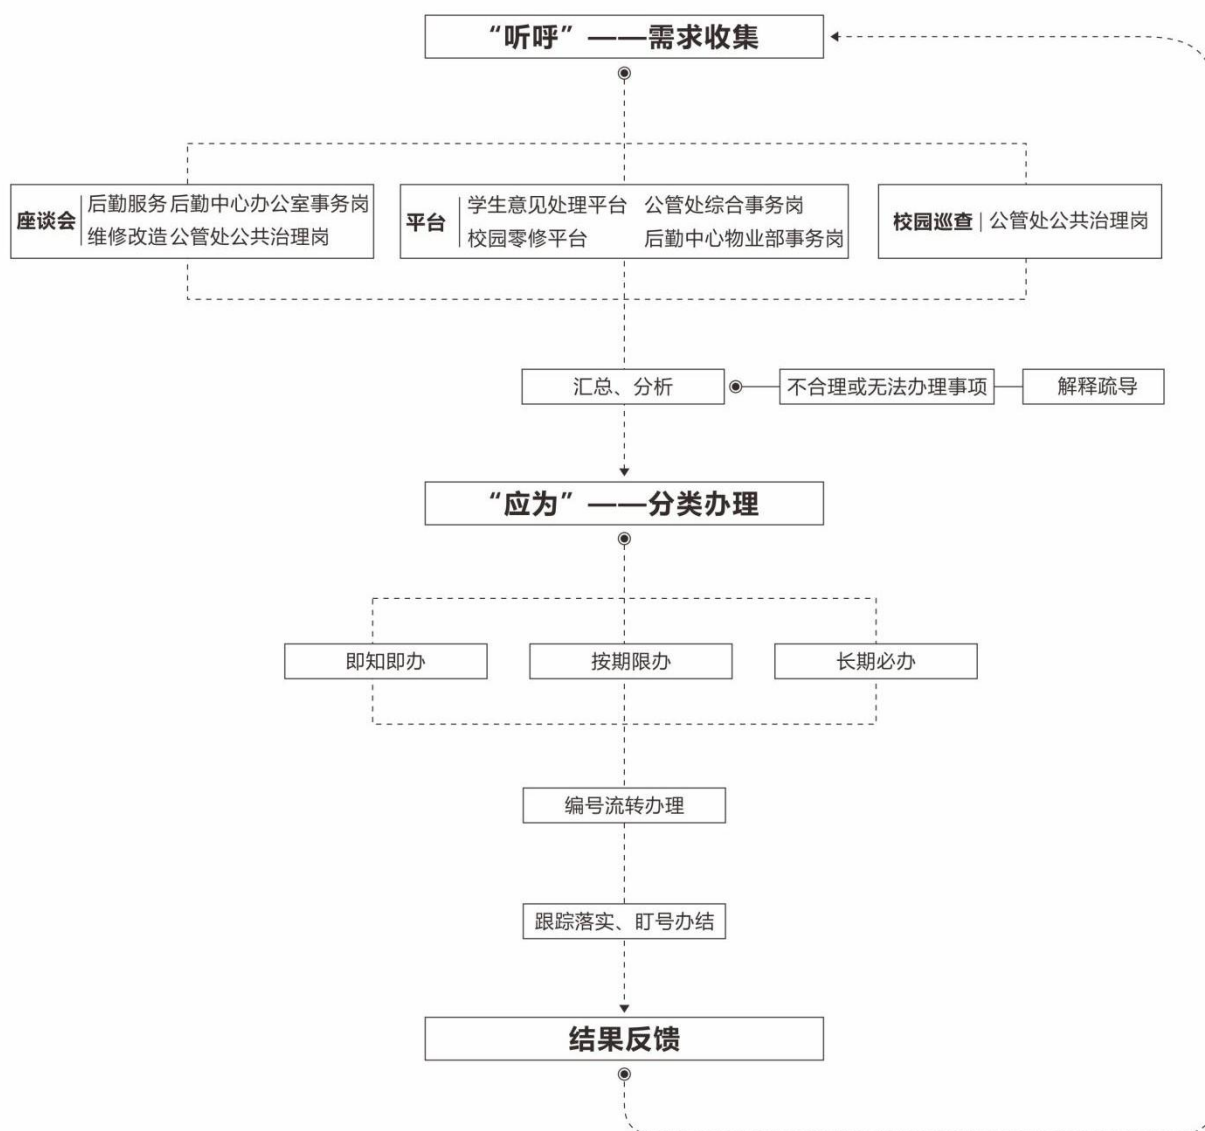 “听呼” ——需求收集
座谈会
后勤服务 后勤中心办公室事务岗
维修改造 公管处公共治理岗
平台
学生意见处理平台 公管处综合事务岗
校园零修平台 后勤中心物业部事务岗
校园巡查 公管处公共治理岗
汇总、分析
不合理或无法办理事项
解释疏导
“应为” ——分类办理
即知即办
按期限办
长期必办
编号流转办理
跟踪落实、盯号办结
结果反馈